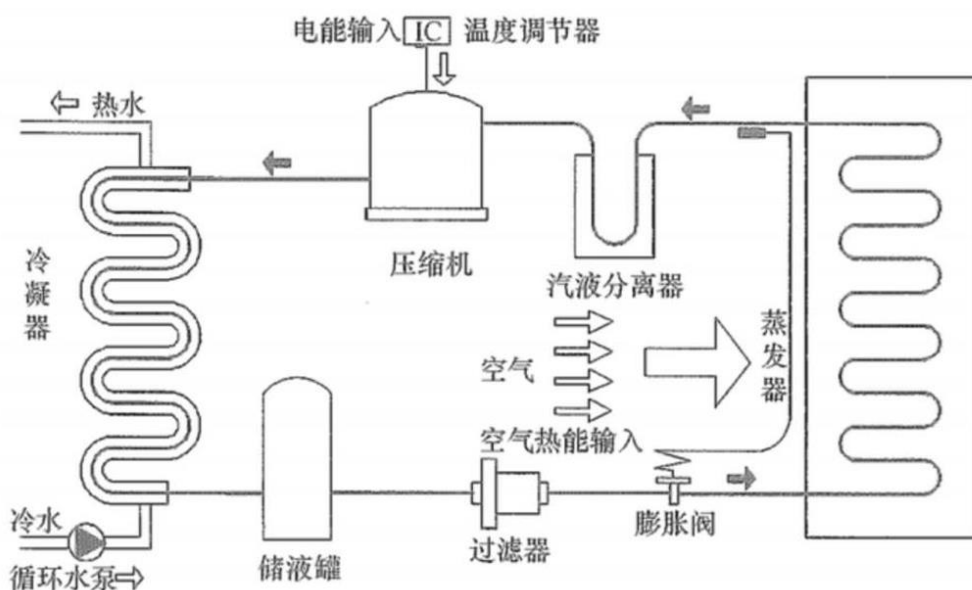 电能输入 IC 温度调节器
热水
压缩机
汽液分离器
冷凝器
空气
蒸发器
空气热能输入
冷水
循环水泵
储液罐
过滤器
膨胀阀